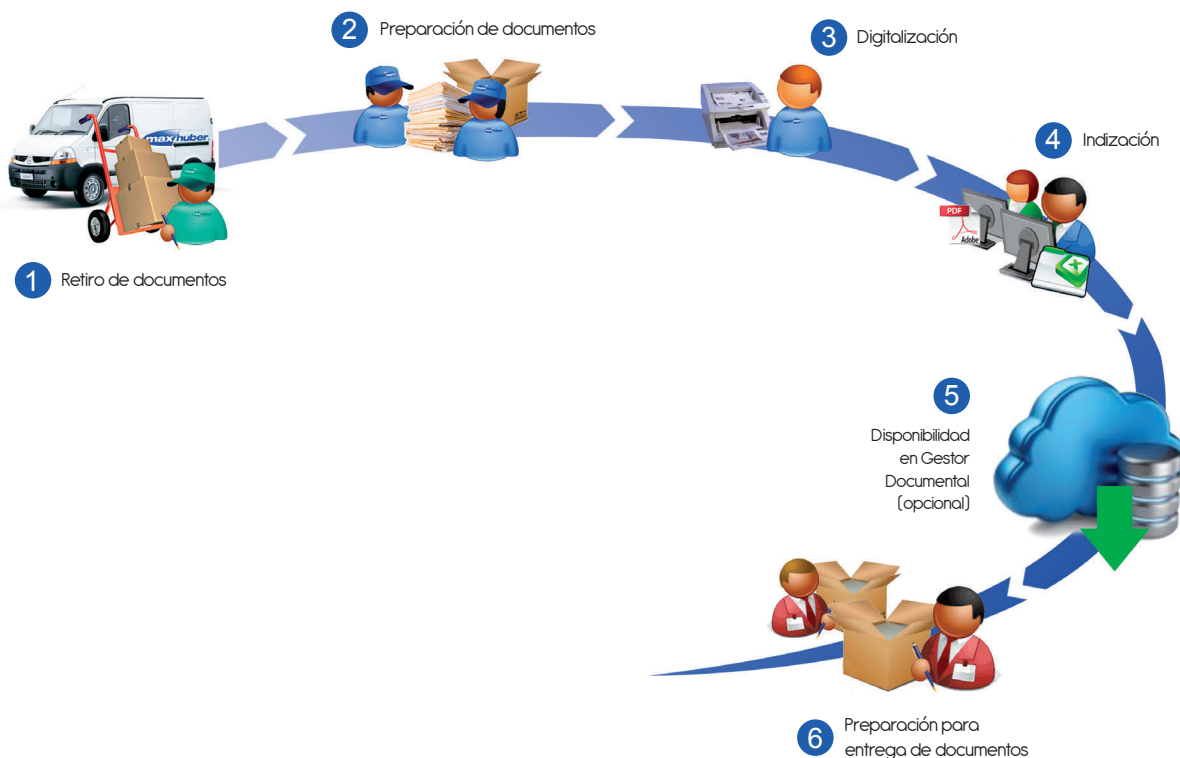 2 Preparación de documentos
3 Digitalización
maxhuber
4 Indización
PDF
Adobe
1 Retiro de documentos
5
Disponibilidad
en Gestor
Documental
(opcional)
6 Preparación para
entrega de documentos